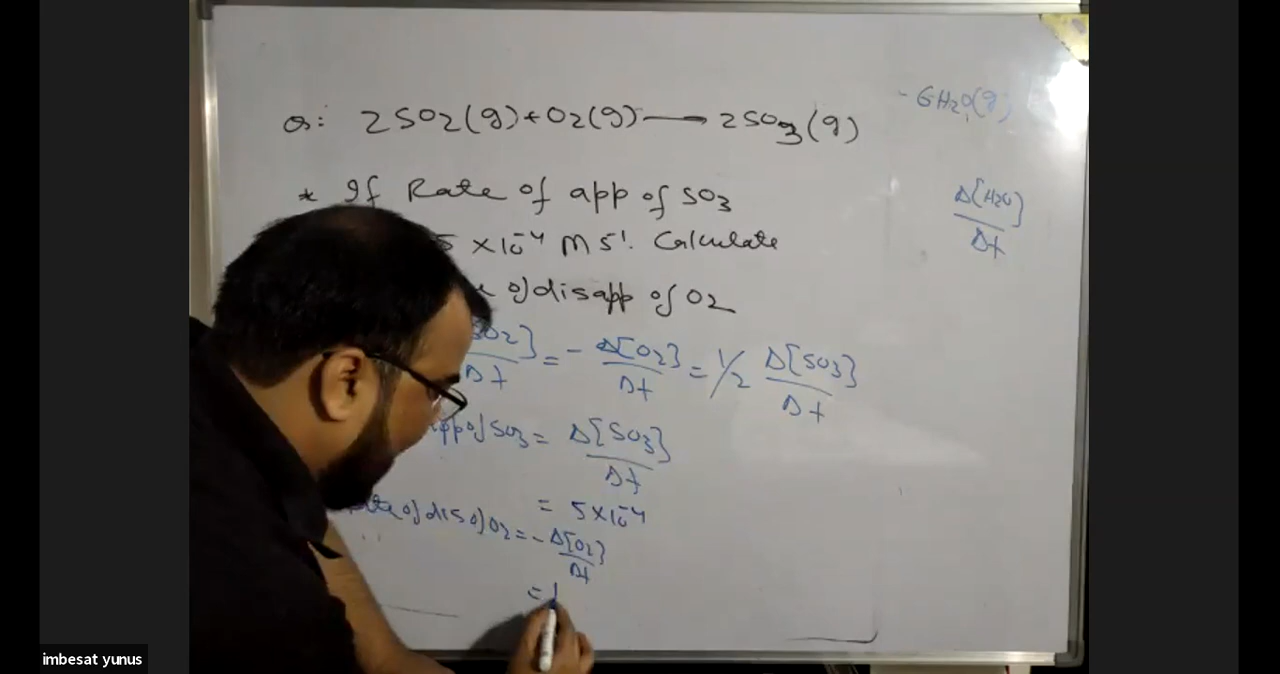 Q: 2SO2(g)+O2(g) → 2SO3(g)
6H2O(g)
* If Rate of app of SO3
Δ[H2O]
Δt
5 ×10⁻⁴ M S⁻¹. Calculate
of disapp of O2
SO2] = - Δ[O2] = 1/2 Δ[SO3]
Δt Δt Δt
app of SO3 = Δ[SO3]
Δt
= 5×10⁻⁴
of dis of O2 = - Δ[O2]
Δt
=
imbesat yunus